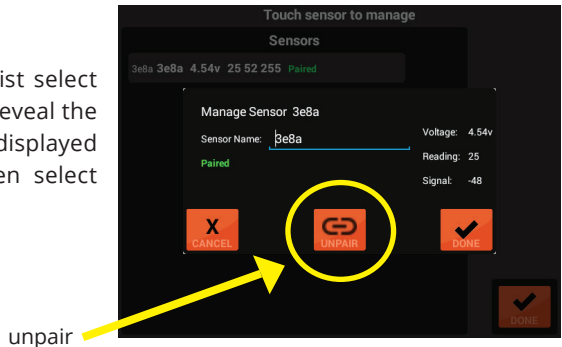 Touch sensor to manage
Sensors
3e8a 3e8a 4.54v 25 52 255 Paired
ist select
eveal the
displayed
en select
Manage Sensor 3e8a
Sensor Name: 3e8a
Paired
Voltage: 4.54v
Reading: 25
Signal: -48
X
CANCEL
UNPAIR
DONE
DONE
unpair